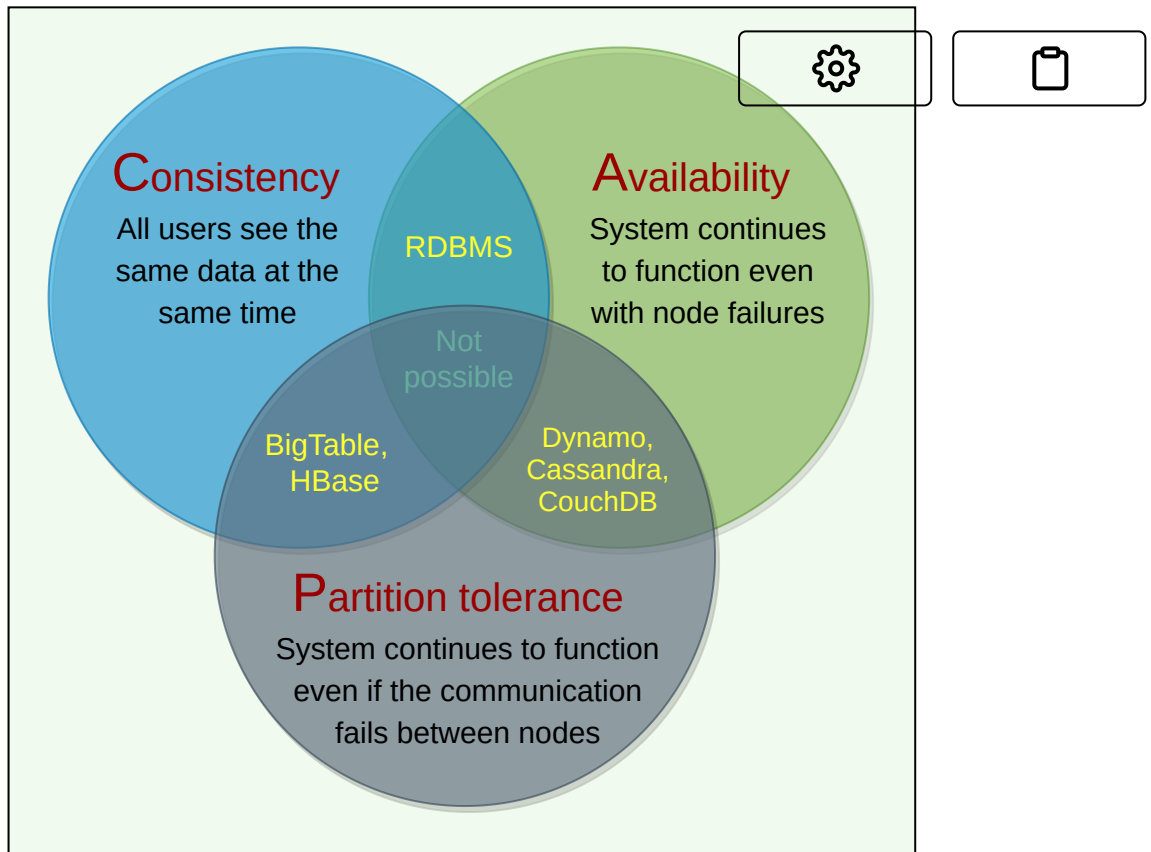 Consistency
All users see the
same data at the
same time
Availability
System continues
to function even
with node failures
RDBMS
Not
possible
BigTable,
HBase
Dynamo,
Cassandra,
CouchDB
Partition tolerance
System continues to function
even if the communication
fails between nodes